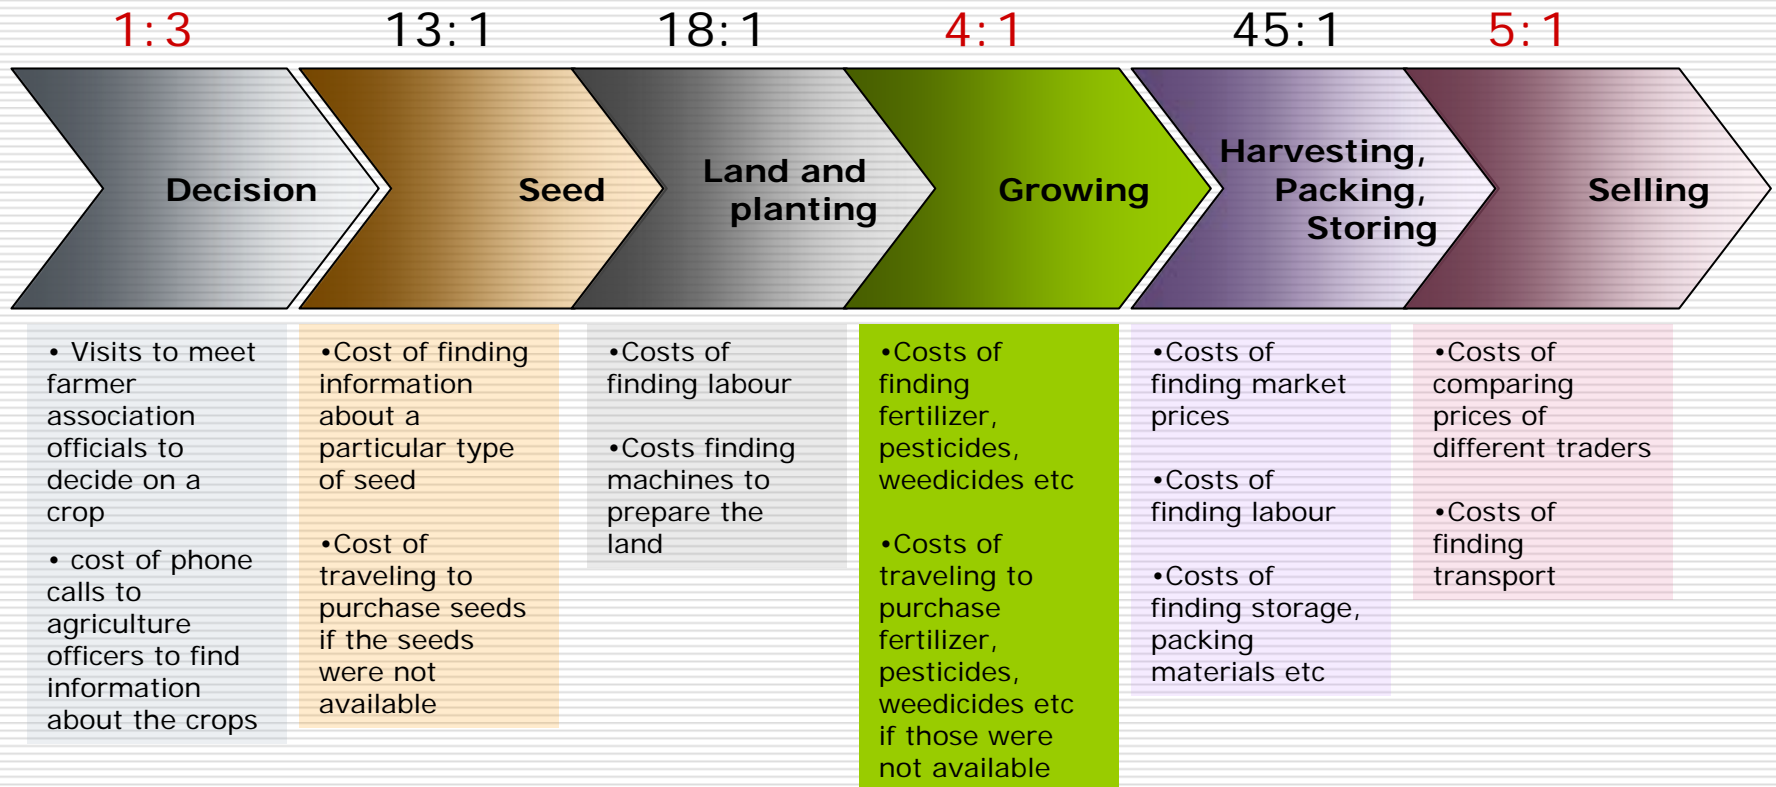 1:3
13:1
18:1
4:1
45:1
5:1
Decision
Seed
Land and
planting
Growing
Harvesting,
Packing,
Storing
Selling
• Visits to meet
farmer
association
officials to
decide on a
crop
• cost of phone
calls to
agriculture
officers to find
information
about the crops
•Cost of finding
information
about a
particular type
of seed
•Cost of
traveling to
purchase seeds
if the seeds
were not
available
•Costs of
finding labour
•Costs finding
machines to
prepare the
land
•Costs of
finding
fertilizer,
pesticides,
weedicides etc
•Costs of
traveling to
purchase
fertilizer,
pesticides,
weedicides etc
if those were
not available
•Costs of
finding market
prices
•Costs of
finding labour
•Costs of
finding storage,
packing
materials etc
•Costs of
comparing
prices of
different traders
•Costs of
finding
transport